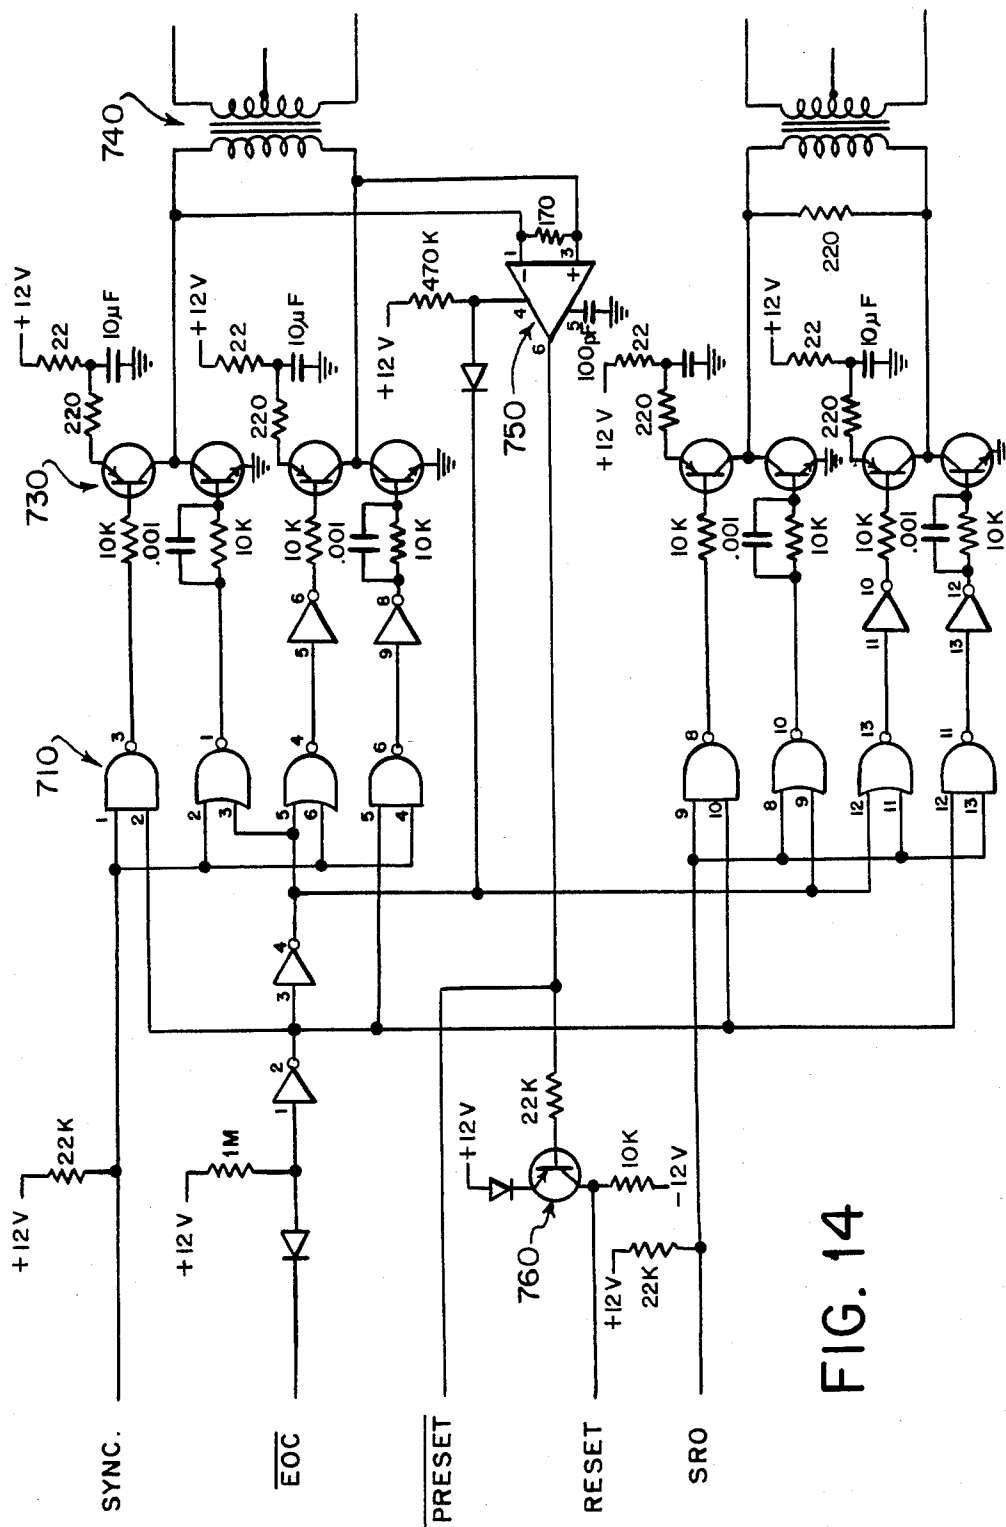 SYNC.
+12V
22K
EOC
+12V
1M
2
1
3
4
PRESET
RESET
+12V
760
22K
10K
-12V
SRO
+12V
22K
710
1
2
3
2
3
1
5
6
4
5
4
6
5
6
9
8
730
10K
.001
10K
10K
.001
10K
220
22
+12V
10µF
220
22
+12V
10µF
740
+12V
470K
750
1
170
3
-
+
4
5
6
100pF
9
10
8
8
9
10
12
11
13
12
13
11
11
10
13
12
10K
.001
10K
10K
.001
10K
+12V
220
22
+12V
220
22
10µF
220
FIG. 14